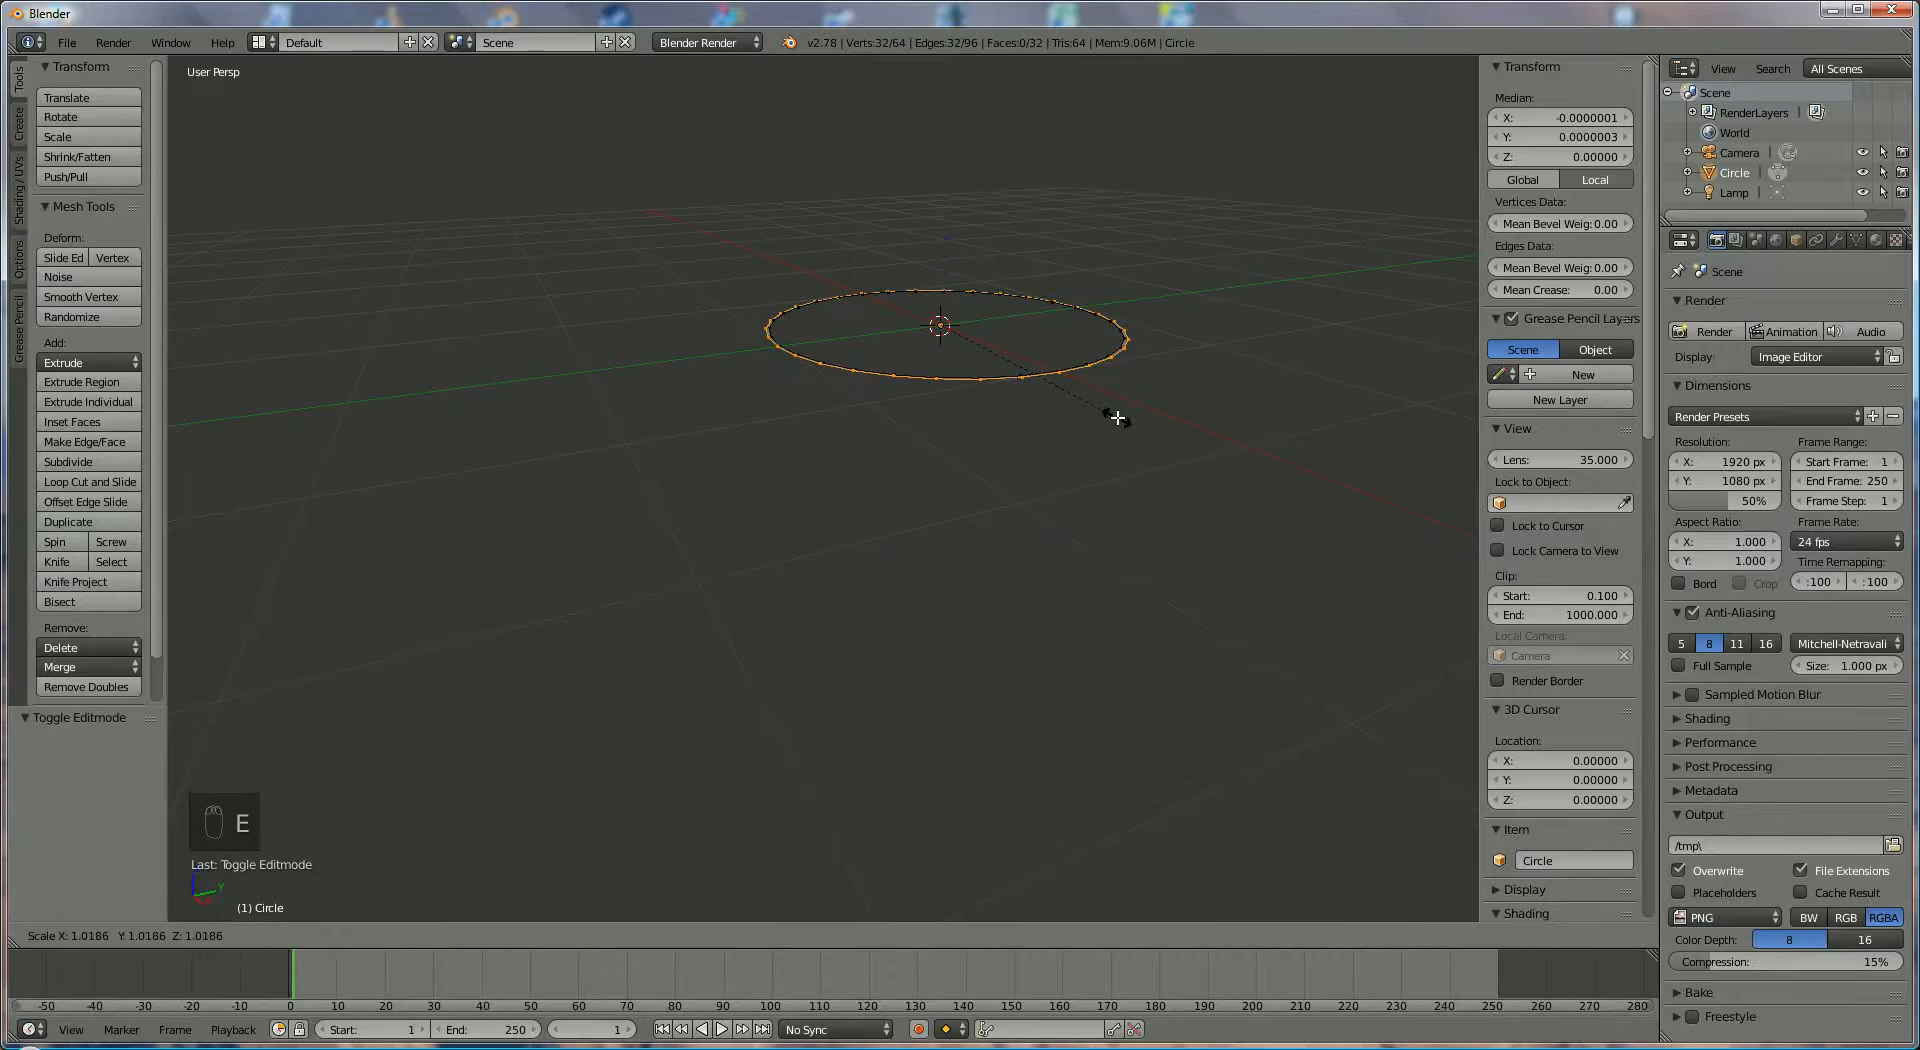 Blender
File Render Window Help Default Scene Blender Render v2.78 | Verts:32/64 | Edges:32/96 | Faces:0/32 | Tris:64 | Mem:9.06M | Circle
Tools
Create
Shading / UVs
Options
Grease Pencil
Transform
Translate
Rotate
Scale
Shrink/Fatten
Push/Pull
Mesh Tools
Deform:
Slide Ed Vertex
Noise
Smooth Vertex
Randomize
Add:
Extrude
Extrude Region
Extrude Individual
Inset Faces
Make Edge/Face
Subdivide
Loop Cut and Slide
Offset Edge Slide
Duplicate
Spin Screw
Knife Select
Knife Project
Bisect
Remove:
Delete
Merge
Remove Doubles
Toggle Editmode
User Persp
E
Last: Toggle Editmode
y
(1) Circle
Scale X: 1.0186 Y: 1.0186 Z: 1.0186
Transform
Median:
X: -0.0000001
Y: 0.0000003
Z: 0.00000
Global Local
Vertices Data:
Mean Bevel Weig: 0.00
Edges Data:
Mean Bevel Weig: 0.00
Mean Crease: 0.00
Grease Pencil Layers
Scene Object
New
New Layer
View
Lens: 35.000
Lock to Object:
Lock to Cursor
Lock Camera to View
Clip:
Start: 0.100
End: 1000.000
Local Camera:
Camera
Render Border
3D Cursor
Location:
X: 0.00000
Y: 0.00000
Z: 0.00000
Item
Circle
Display
Shading
View Search All Scenes
Scene
RenderLayers
World
Camera
Circle
Lamp
Scene
Render
Render Animation Audio
Display: Image Editor
Dimensions
Render Presets
Resolution: Frame Range:
X: 1920 px Start Frame: 1
Y: 1080 px End Frame: 250
50% Frame Step: 1
Aspect Ratio: Frame Rate:
X: 1.000 24 fps
Y: 1.000 Time Remapping:
Bord Crop :100 :100
Anti-Aliasing
5 8 11 16 Mitchell-Netravali
Full Sample Size: 1.000 px
Sampled Motion Blur
Shading
Performance
Post Processing
Metadata
Output
/tmp\
Overwrite File Extensions
Placeholders Cache Result
PNG BW RGB RGBA
Color Depth: 8 16
Compression: 15%
Bake
Freestyle
-50 -40 -30 -20 -10 0 10 20 30 40 50 60 70 80 90 100 110 120 130 140 150 160 170 180 190 200 210 220 230 240 250 260 270 280
View Marker Frame Playback Start: 1 End: 250 1 No Sync